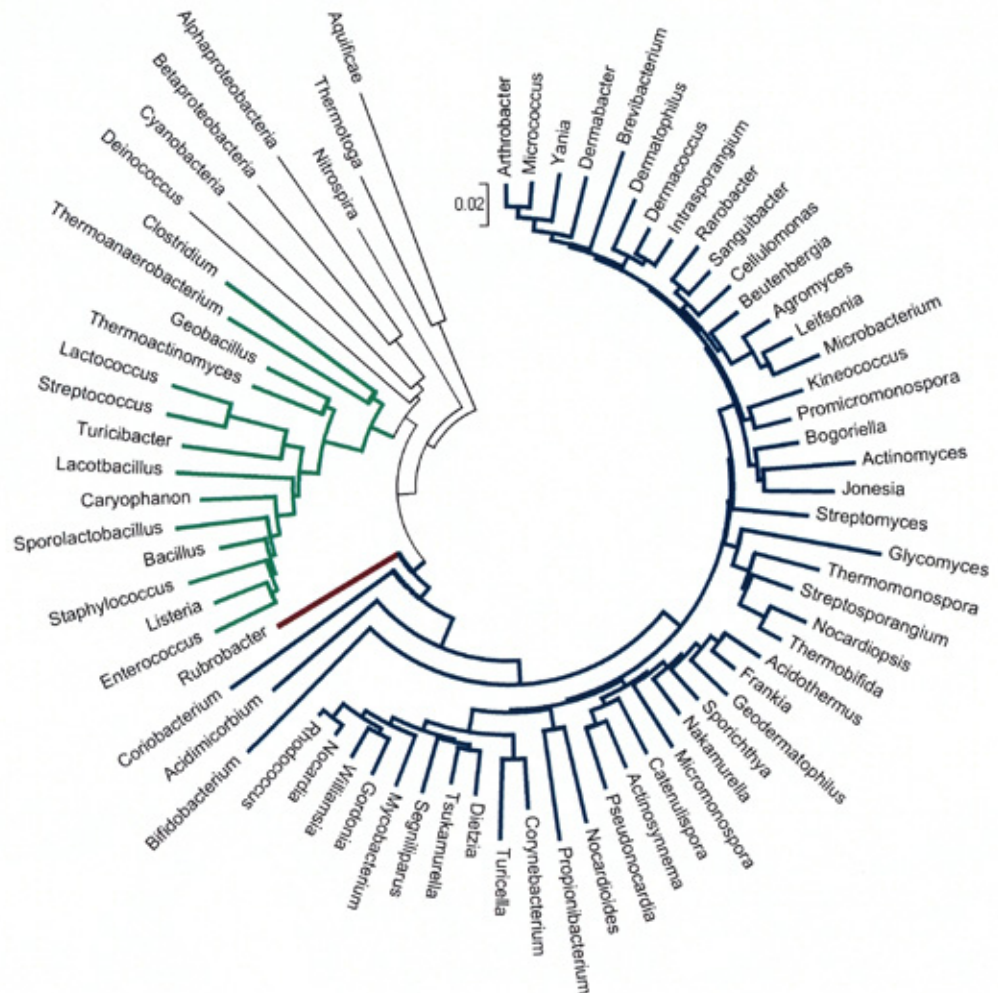 Aquificae
Thermotoga
Nitrospira
Alphaproteobacteria
Betaproteobacteria
Cyanobacteria
Deinococcus
Clostridium
Thermoanaerobacterium
Geobacillus
Thermoactinomyces
Lactococcus
Streptococcus
Turicibacter
Lacotbacillus
Caryophanon
Sporolactobacillus
Bacillus
Staphylococcus
Listeria
Enterococcus
Rubrobacter
Coriobacterium
Acidimicorbium
Bifidobacterium
Rhodococcus
Nocardia
Williamsia
Gordonia
Mycobacterium
Segniliparus
Tsukamurella
Dietzia
Turicella
Corynebacterium
Propionibacterium
Nocardioides
Pseudonocardia
Actinosynnema
Catenulispora
Micromonospora
Nakamurella
Sporichthya
Geodermatophilus
Frankia
Acidothermus
Thermobifida
Nocardiopsis
Streptosporangium
Thermomonospora
Glycomyces
Streptomyces
Jonesia
Actinomyces
Bogoriella
Promicromonospora
Kineococcus
Microbacterium
Leifsonia
Agromyces
Beutenbergia
Cellulomonas
Sanguibacter
Rarobacter
Intrasporangium
Dermacoccus
Dermatophilus
Brevibacterium
Dermabacter
Yania
Micrococcus
Arthrobacter
0.02